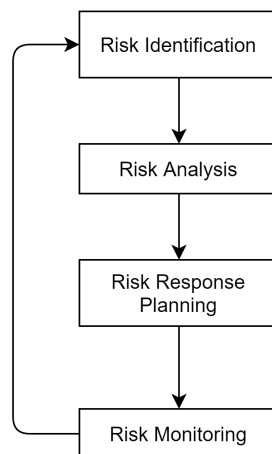 Risk Identification
Risk Analysis
Risk Response
Planning
Risk Monitoring